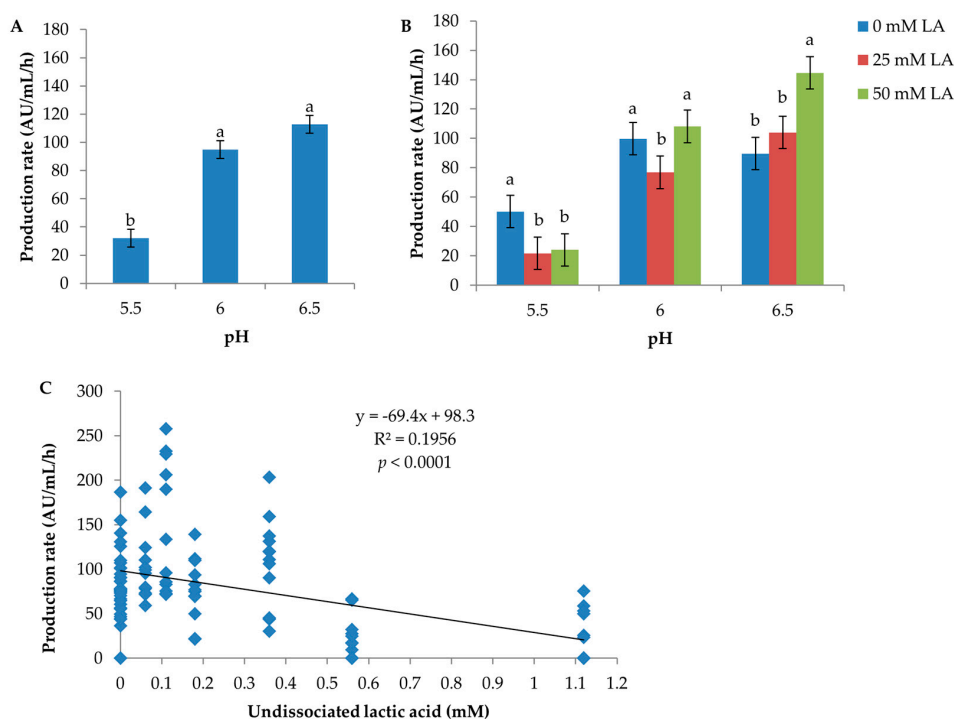 A
Production rate (AU/mL/h)
180
160
140
120
100
80
60
40
20
0
b
a
a
5.5
6
6.5
pH
B
Production rate (AU/mL/h)
180
160
140
120
100
80
60
40
20
0
a
b
b
a
b
a
b
b
a
5.5
6
6.5
pH
0 mM LA
25 mM LA
50 mM LA
C
Production rate (AU/mL/h)
300
250
200
150
100
50
0
y = -69.4x + 98.3
R² = 0.1956
p < 0.0001
0 0.1 0.2 0.3 0.4 0.5 0.6 0.7 0.8 0.9 1 1.1 1.2
Undissociated lactic acid (mM)